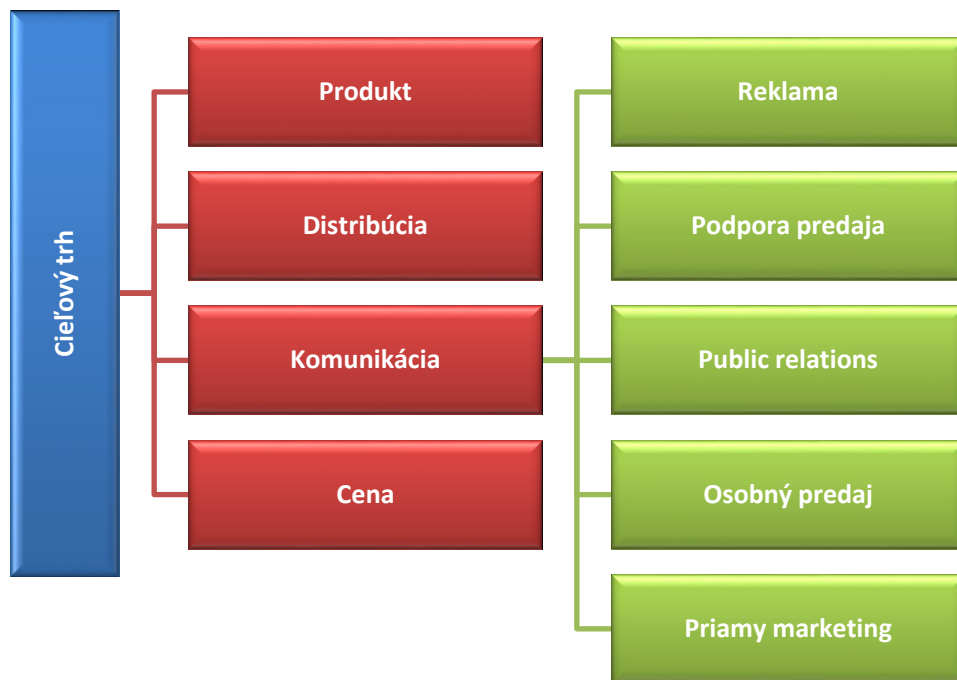 Cieľový trh
Produkt
Distribúcia
Komunikácia
Cena
Reklama
Podpora predaja
Public relations
Osobný predaj
Priamy marketing